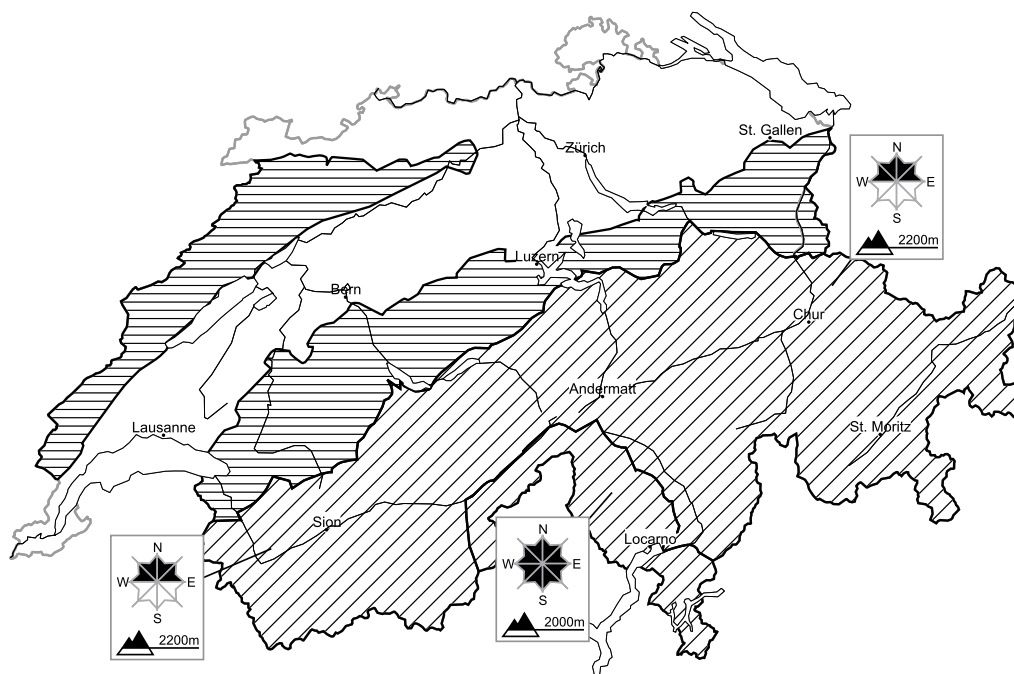 St. Gallen
Zürich
N
W E
S
2200m
Luzern
Bern
Chur
Andermatt
Lausanne
St. Moritz
Sion
Locarno
N
W E
S
2200m
N
W E
S
2000m